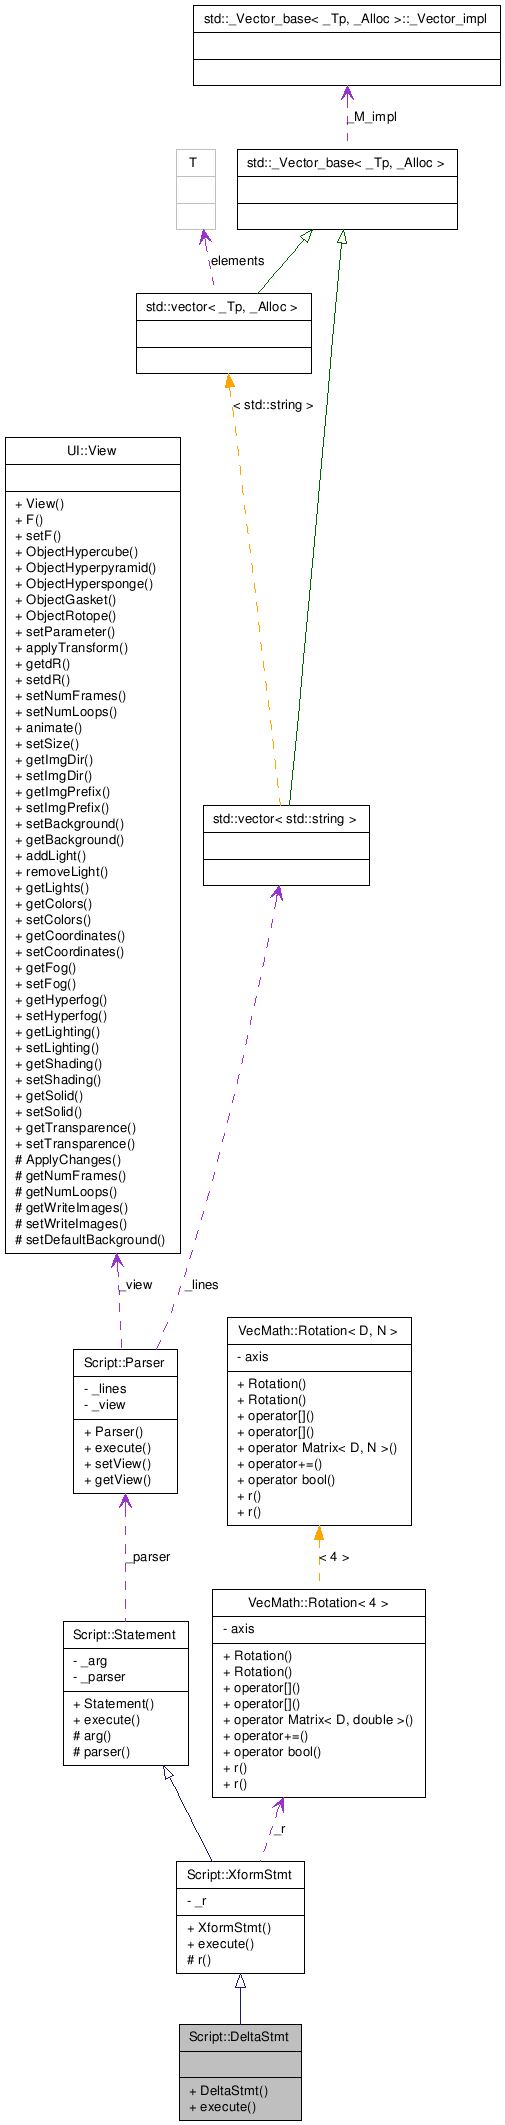 std::_Vector_base< _Tp, _Alloc >::_Vector_impl
_M_impl
T
std::_Vector_base< _Tp, _Alloc >
elements
std::vector< _Tp, _Alloc >
< std::string >
UI::View
+ View()
+ F()
+ setF()
+ ObjectHypercube()
+ ObjectHyperpyramid()
+ ObjectHypersponge()
+ ObjectGasket()
+ ObjectRotope()
+ setParameter()
+ applyTransform()
+ getdR()
+ setdR()
+ setNumFrames()
+ setNumLoops()
+ animate()
+ setSize()
+ getImgDir()
+ setImgDir()
+ getImgPrefix()
+ setImgPrefix()
+ setBackground()
+ getBackground()
+ addLight()
+ removeLight()
+ getLights()
+ getColors()
+ setColors()
+ getCoordinates()
+ setCoordinates()
+ getFog()
+ setFog()
+ getHyperfog()
+ setHyperfog()
+ getLighting()
+ setLighting()
+ getShading()
+ setShading()
+ getSolid()
+ setSolid()
+ getTransparence()
+ setTransparence()
# ApplyChanges()
# getNumFrames()
# getNumLoops()
# getWriteImages()
# setWriteImages()
# setDefaultBackground()
std::vector< std::string >
_view
_lines
Script::Parser
- _lines
- _view
+ Parser()
+ execute()
+ setView()
+ getView()
VecMath::Rotation< D, N >
- axis
+ Rotation()
+ Rotation()
+ operator[]()
+ operator[]()
+ operator Matrix< D, N >()
+ operator+=()
+ operator bool()
+ r()
+ r()
_parser
< 4 >
Script::Statement
- _arg
- _parser
+ Statement()
+ execute()
# arg()
# parser()
VecMath::Rotation< 4 >
- axis
+ Rotation()
+ Rotation()
+ operator[]()
+ operator[]()
+ operator Matrix< D, double >()
+ operator+=()
+ operator bool()
+ r()
+ r()
_r
Script::XformStmt
- _r
+ XformStmt()
+ execute()
# r()
Script::DeltaStmt
+ DeltaStmt()
+ execute()